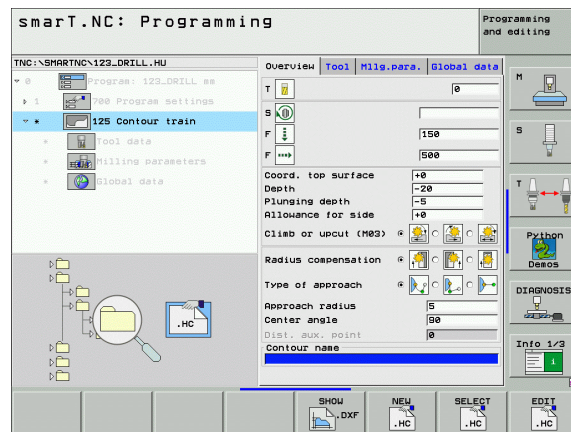 smarT.NC: Programming
Programming
and editing
TNC:\SMARTNC\123_DRILL.HU
0 Program: 123_DRILL mm
1 700 Program settings
* 125 Contour train
* Tool data
* Milling parameters
* Global data
Overview Tool Mllg.para. Global data
T 0
S
F 150
F 500
Coord. top surface +0
Depth -20
Plunging depth -5
Allowance for side +0
Climb or upcut (M03)
Radius compensation
Type of approach
Approach radius 5
Center angle 90
Dist. aux. point 0
Contour name
.HC
M
S
T
Python
Demos
DIAGNOSIS
Info 1/3
SHOW
.DXF
NEW
.HC
SELECT
.HC
EDIT
.HC